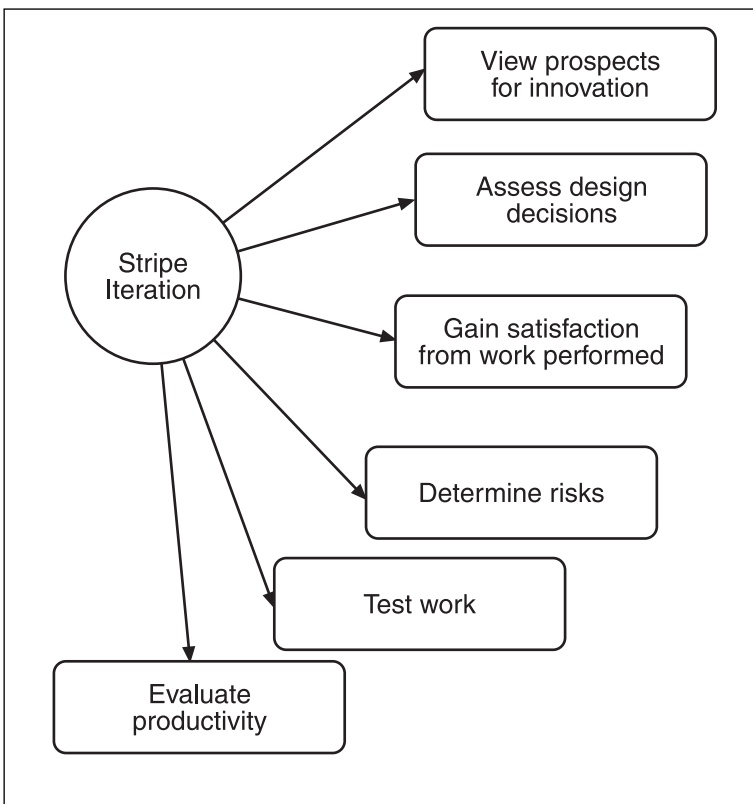 View prospects
for innovation
Assess design
decisions
Stripe
Iteration
Gain satisfaction
from work performed
Determine risks
Test work
Evaluate
productivity